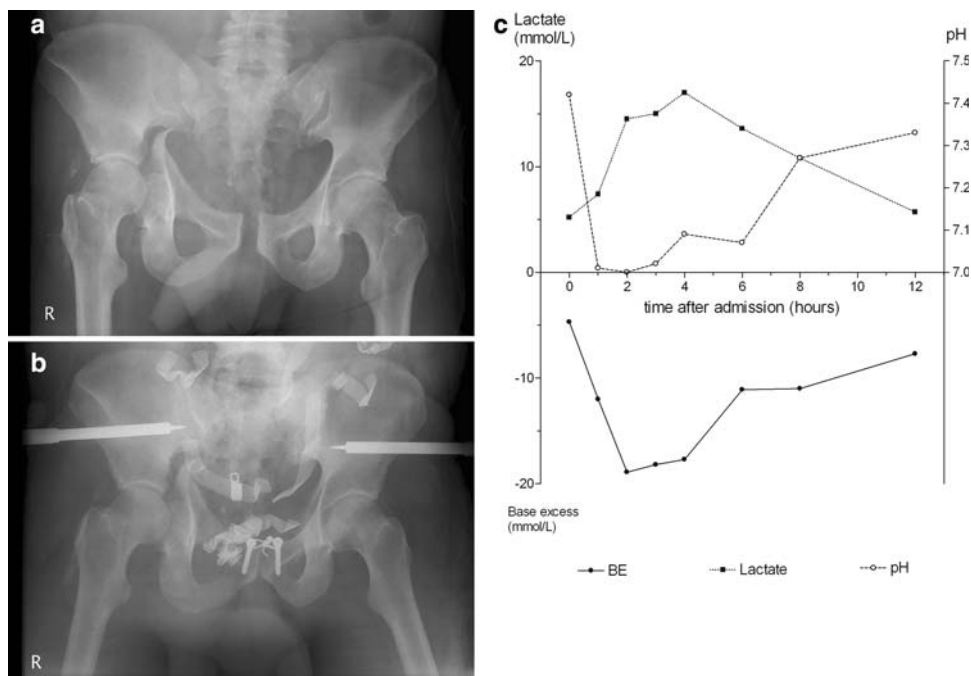 a
R
b
R
c
Lactate
(mmol/L)
pH
20
10
0
-10
-20
7.5
7.4
7.3
7.2
7.1
7.0
0 2 4 6 8 10 12
time after admission (hours)
Base excess
(mmol/L)
BE Lactate pH